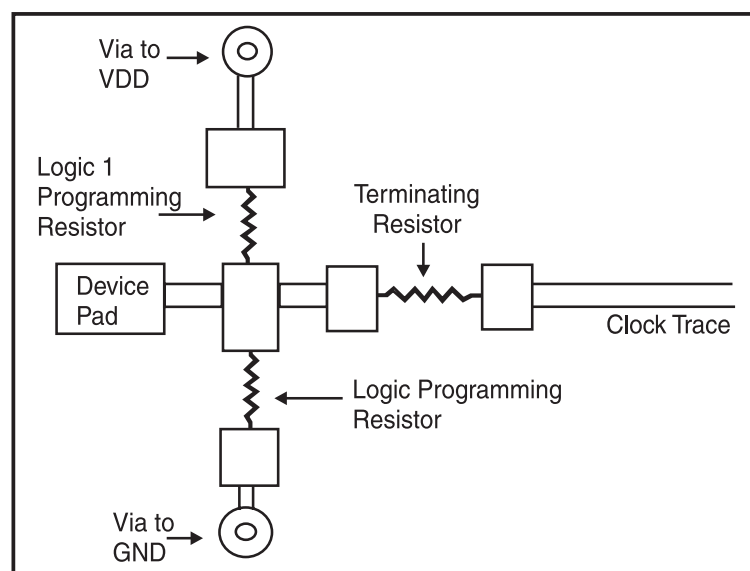 Via to
VDD
Logic 1
Programming
Resistor
Terminating
Resistor
Device
Pad
Clock Trace
Logic Programming
Resistor
Via to
GND